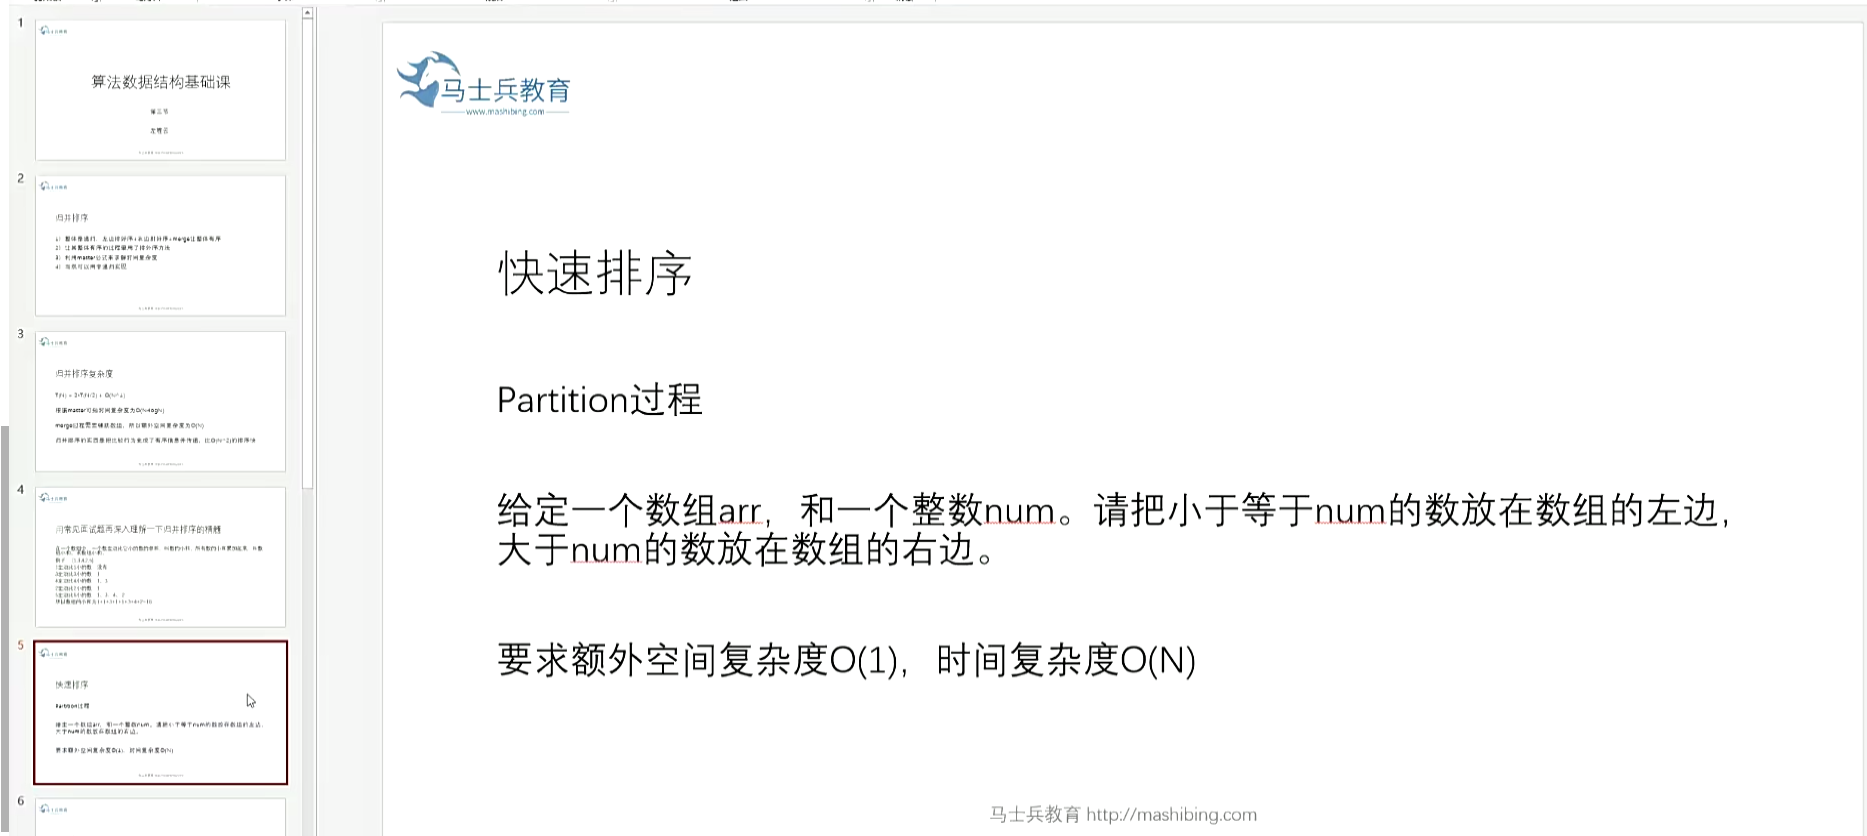 1
算法数据结构基础课
第三节
左程云
2
归并排序
1）整体是递归，左边排好序+右边排好序+merge让整体有序
2）让其整体有序的过程里用了排外序方法
3）利用master公式来求解时间复杂度
4）当然可以用非递归实现
3
归并排序复杂度
T(N) = 2*T(N/2) + O(N^1)
根据master可知时间复杂度为O(N*logN)
merge过程需要辅助数组，所以额外空间复杂度为O(N)
归并排序的实质是把比较行为变成了有序信息并传递，比O(N^2)的排序快
4
用常见面试题再深入理解一下归并排序的精髓
5
快速排序
Partition过程
给定一个数组arr，和一个整数num。请把小于等于num的数放在数组的左边，
大于num的数放在数组的右边。
要求额外空间复杂度O(1)，时间复杂度O(N)
6
马士兵教育
www.mashibing.com
快速排序
Partition过程
给定一个数组arr，和一个整数num。请把小于等于num的数放在数组的左边，
大于num的数放在数组的右边。
要求额外空间复杂度O(1)，时间复杂度O(N)
马士兵教育 http://mashibing.com